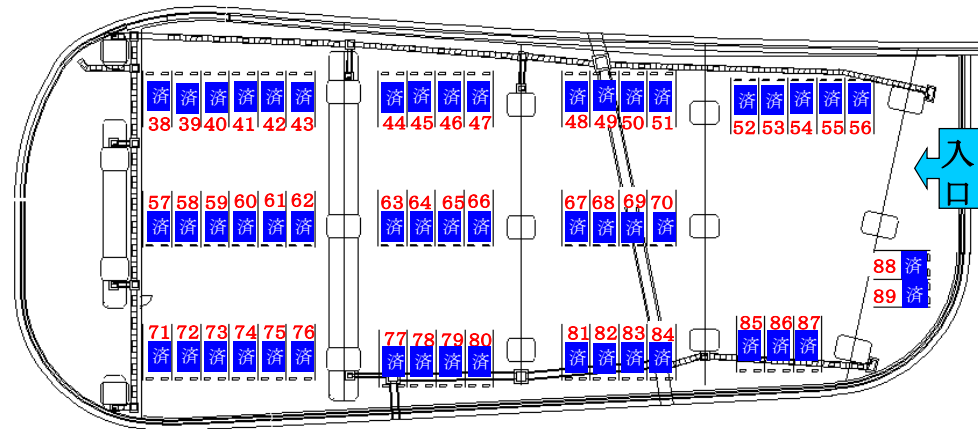 済 済 済 済 済 済 済 済 済 済 済 済 済 済 済 済 済 済 済
38 39 40 41 42 43 44 45 46 47 48 49 50 51 52 53 54 55 56
入口
57 58 59 60 61 62 63 64 65 66 67 68 69 70
済 済 済 済 済 済 済 済 済 済 済 済 済 済
88 済
89 済
71 72 73 74 75 76 77 78 79 80 81 82 83 84 85 86 87
済 済 済 済 済 済 済 済 済 済 済 済 済 済 済 済 済